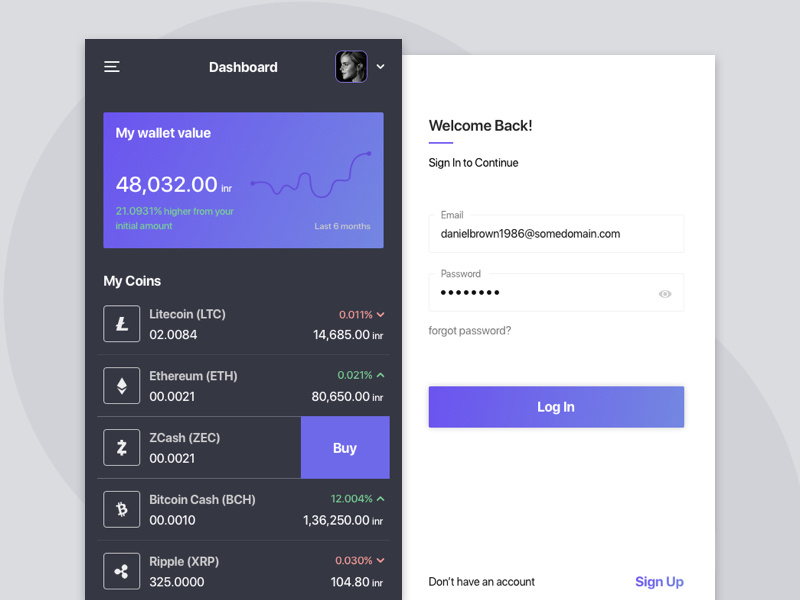 Dashboard
My wallet value
48,032.00 inr
21.0931% higher from your
initial amount
Last 6 months
My Coins
Litecoin (LTC)
0.011%
02.0084
14,685.00 inr
Ethereum (ETH)
0.021%
00.0021
80,650.00 inr
ZCash (ZEC)
00.0021
Buy
Bitcoin Cash (BCH)
12.004%
00.0010
1,36,250.00 inr
Ripple (XRP)
0.030%
325.0000
104.80 inr
Welcome Back!
Sign In to Continue
Email
danielbrown1986@somedomain.com
Password
••••••••
forgot password?
Log In
Don't have an account
Sign Up